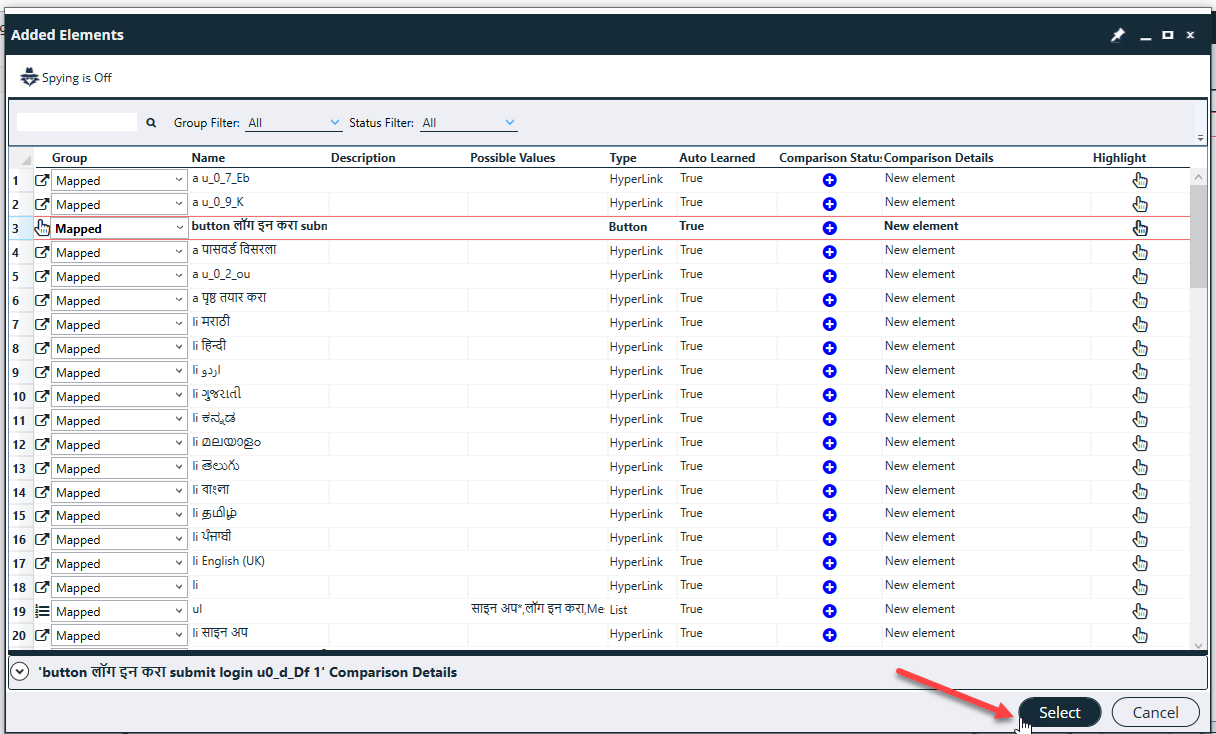 Added Elements
Spying is Off
Group Filter: All Status Filter: All
Group Name Description Possible Values Type Auto Learned Comparison Statu: Comparison Details Highlight
1 Mapped a u_0_7_Eb HyperLink True New element
2 Mapped a u_0_9_K HyperLink True New element
3 Mapped button लॉग इन करा subn Button True New element
4 Mapped a पासवर्ड विसरला HyperLink True New element
5 Mapped a u_0_2_ou HyperLink True New element
6 Mapped a पृष्ठ तयार करा HyperLink True New element
7 Mapped li मराठी HyperLink True New element
8 Mapped li हिन्दी HyperLink True New element
9 Mapped li اردو HyperLink True New element
10 Mapped li ગુજરાતી HyperLink True New element
11 Mapped li ಕನ್ನಡ HyperLink True New element
12 Mapped li മലയാളം HyperLink True New element
13 Mapped li తెలుగు HyperLink True New element
14 Mapped li বাংলা HyperLink True New element
15 Mapped li தமிழ் HyperLink True New element
16 Mapped li ਪੰਜਾਬੀ HyperLink True New element
17 Mapped li English (UK) HyperLink True New element
18 Mapped li HyperLink True New element
19 Mapped ul साइन अप*,लॉग इन करा,Me: List True New element
20 Mapped li साइन अप HyperLink True New element
'button लॉग इन करा submit login u0_d_Df 1' Comparison Details
Select Cancel